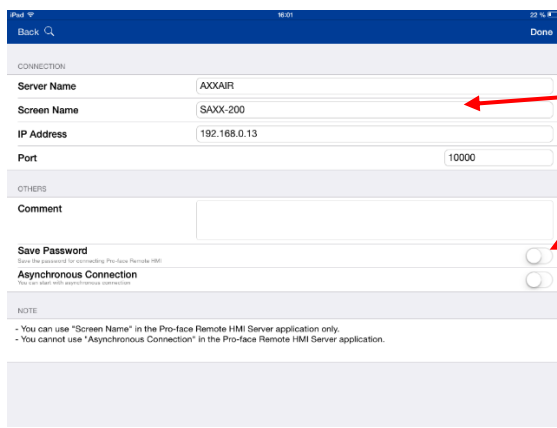 iPad 16:01 22 %
Back Done
CONNECTION
Server Name AXXAIR
Screen Name SAXX-200
IP Address 192.168.0.13
Port 10000
OTHERS
Comment
Save Password
Save the password for connecting Pro-face Remote HMI
Asynchronous Connection
You can start with asynchronous connection
NOTE
- You can use "Screen Name" in the Pro-face Remote HMI Server application only.
- You cannot use "Asynchronous Connection" in the Pro-face Remote HMI Server application.